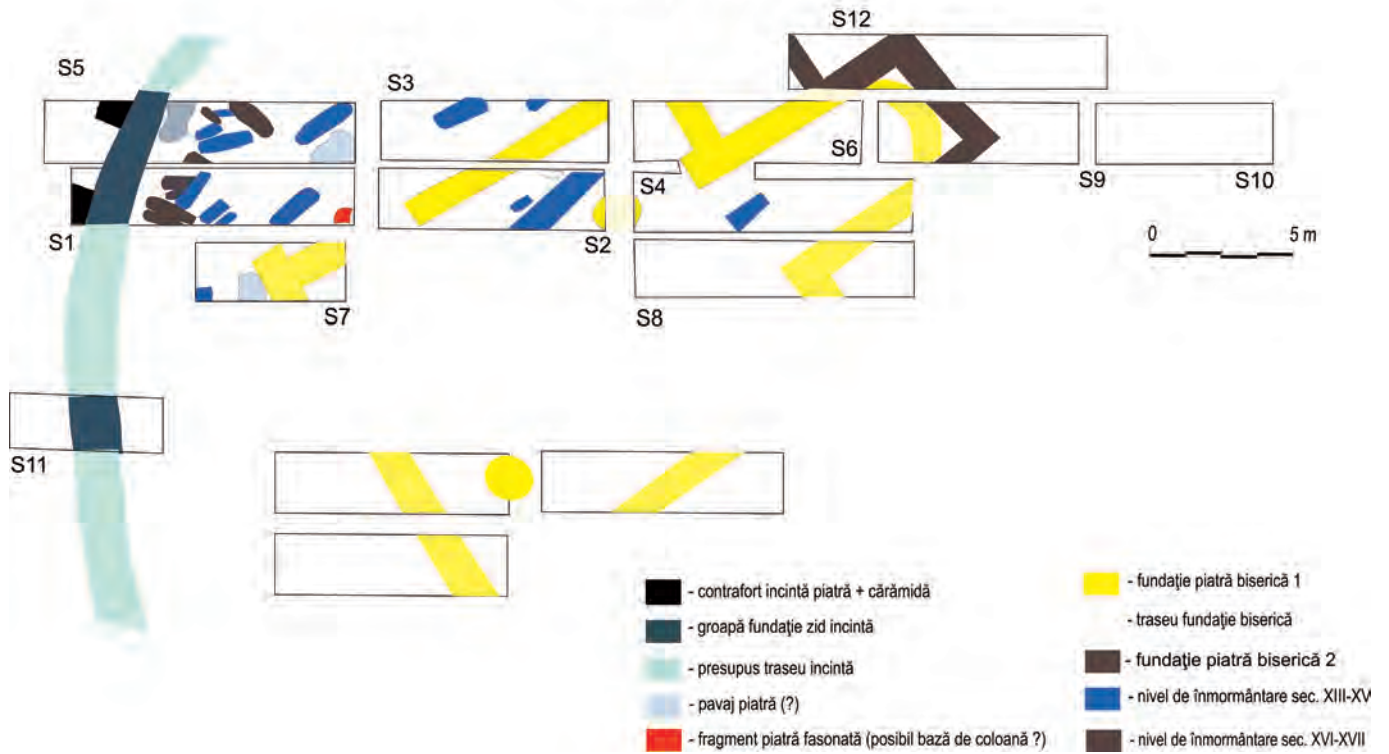 S12
S5
S3
S6
S4
S9
S10
S1
S2
0 5 m
S7
S8
S11
- contrafort incintă piatră + cărămidă
- groapă fundaţie zid incintă
- presupus traseu incintă
- pavaj piatră (?)
- fragment piatră fasonată (posibil bază de coloană ?)
- fundaţie piatră biserică 1
- traseu fundaţie biserică
- fundaţie piatră biserică 2
- nivel de înmormântare sec. XIII-XV
- nivel de înmormântare sec. XVI-XVII